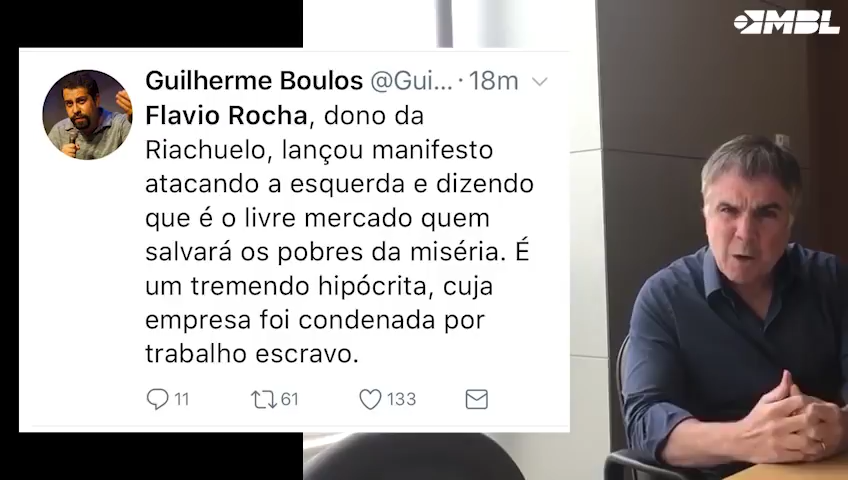 MBL
Guilherme Boulos @Gui... · 18m
Flavio Rocha, dono da
Riachuelo, lançou manifesto
atacando a esquerda e dizendo
que é o livre mercado quem
salvará os pobres da miséria. É
um tremendo hipócrita, cuja
empresa foi condenada por
trabalho escravo.
11 61 133